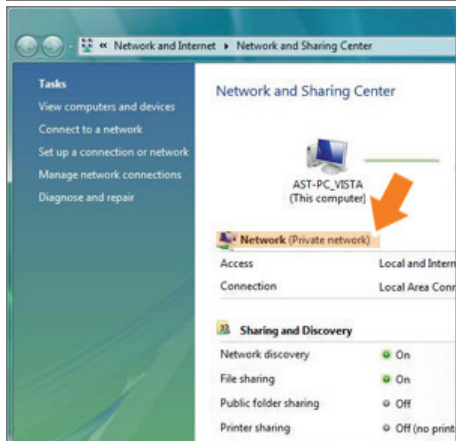 « Network and Internet ▸ Network and Sharing Center
Tasks
View computers and devices
Connect to a network
Set up a connection or network
Manage network connections
Diagnose and repair
Network and Sharing Center
AST-PC_VISTA
(This computer)
Network (Private network)
Access Local and Intern
Connection Local Area Conn
Sharing and Discovery
Network discovery On
File sharing On
Public folder sharing Off
Printer sharing Off (no print